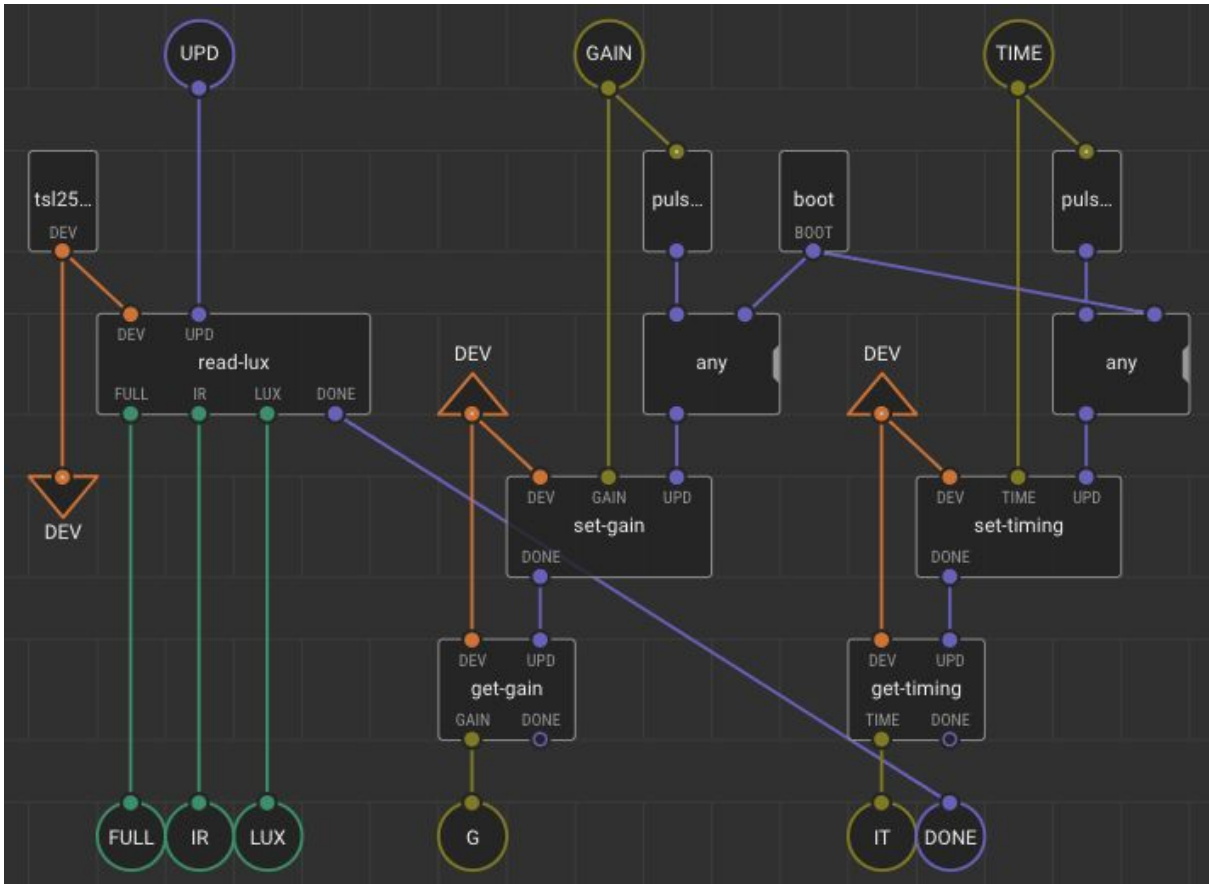 UPD
GAIN
TIME
tsl25...
DEV
puls...
boot
BOOT
puls...
DEV
UPD
read-lux
FULL
IR
LUX
DONE
DEV
any
DEV
any
DEV
DEV
GAIN
UPD
set-gain
DONE
DEV
TIME
UPD
set-timing
DONE
DEV
UPD
get-gain
GAIN
DONE
DEV
UPD
get-timing
TIME
DONE
FULL
IR
LUX
G
IT
DONE